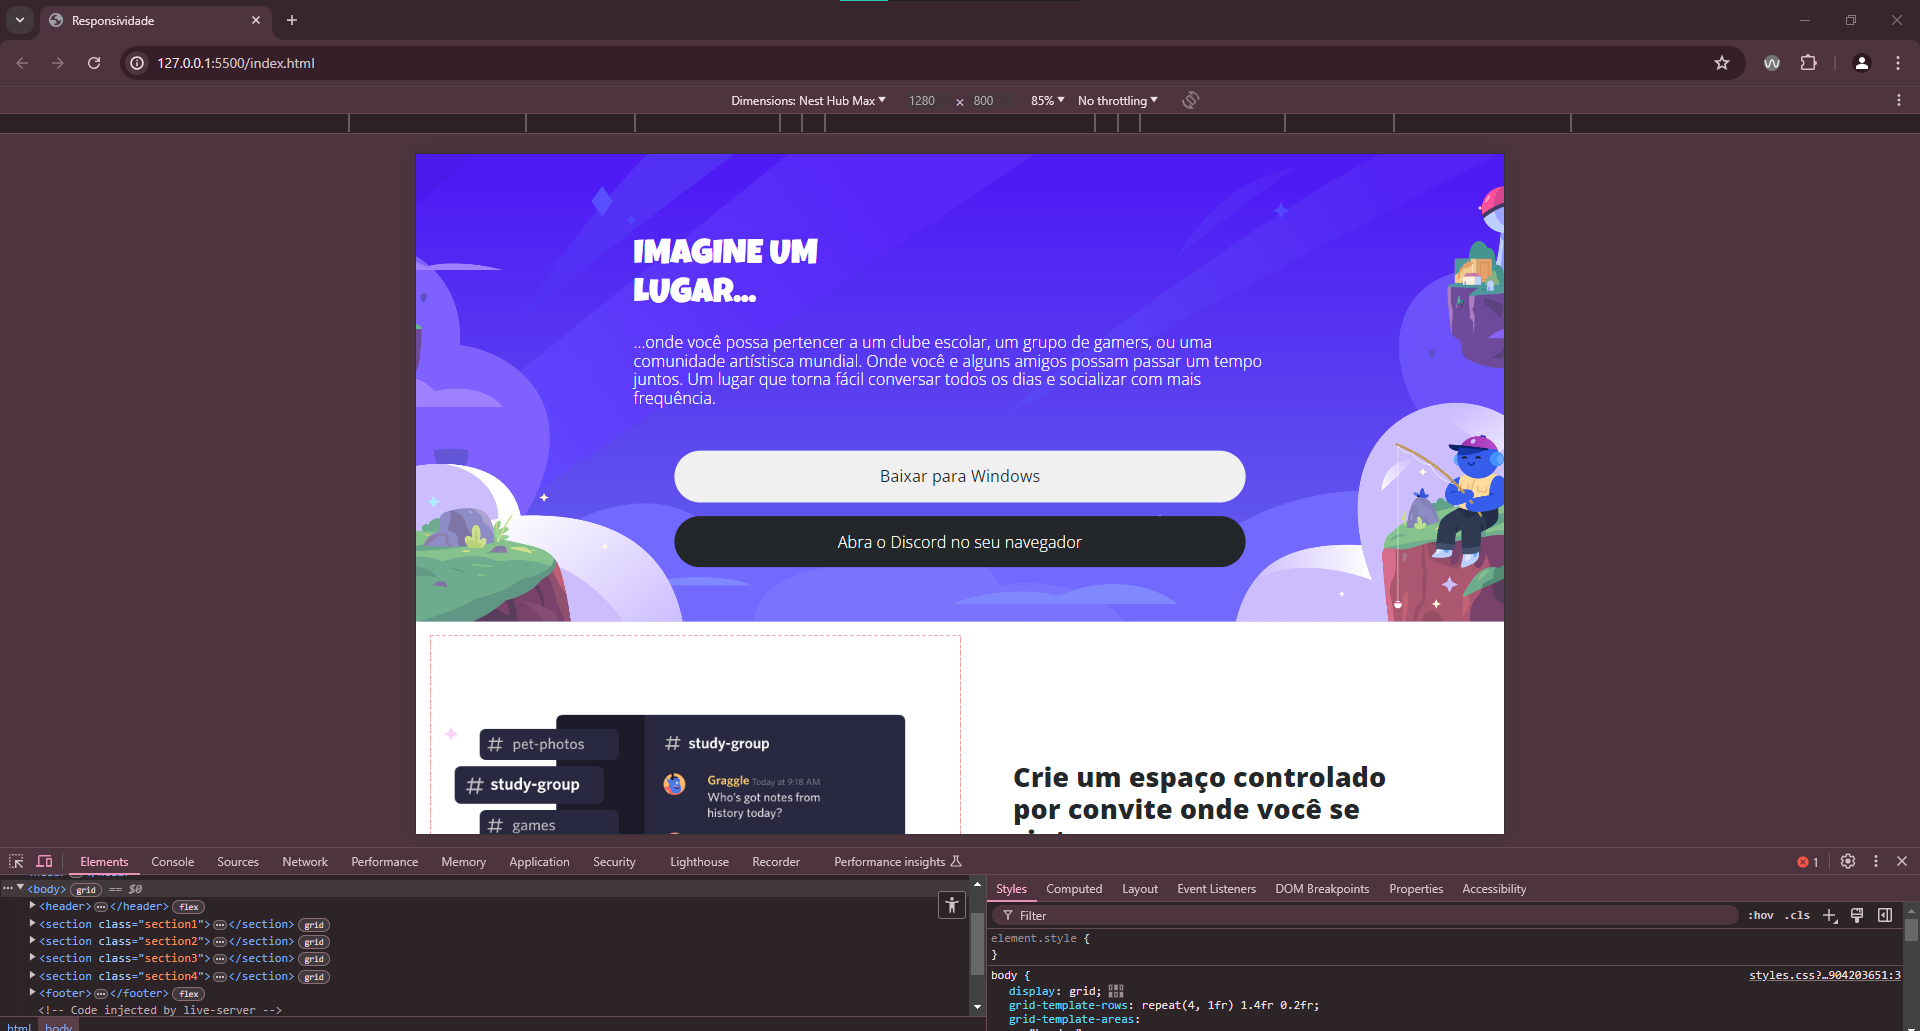 Responsividade
127.0.0.1:5500/index.html
Dimensions: Nest Hub Max 1280 × 800 85% No throttling
IMAGINE UM
LUGAR...
...onde você possa pertencer a um clube escolar, um grupo de gamers, ou uma
comunidade artístisca mundial. Onde você e alguns amigos possam passar um tempo
juntos. Um lugar que torna fácil conversar todos os dias e socializar com mais
frequência.
Baixar para Windows
Abra o Discord no seu navegador
# pet-photos
# study-group
# games
# study-group
Graggle Today at 9:18 AM
Who's got notes from
history today?
Crie um espaço controlado
por convite onde você se
Elements Console Sources Network Performance Memory Application Security Lighthouse Recorder Performance insights 1
<body> grid == $0
<header> ... </header> flex
<section class="section1"> ... </section> grid
<section class="section2"> ... </section> grid
<section class="section3"> ... </section> grid
<section class="section4"> ... </section> grid
<footer> ... </footer> flex
<!-- Code injected by live-server -->
html body
Styles Computed Layout Event Listeners DOM Breakpoints Properties Accessibility
Filter :hov .cls
element.style {
}
body { styles.css?…904203651:3
display: grid;
grid-template-rows: repeat(4, 1fr) 1.4fr 0.2fr;
grid-template-areas: